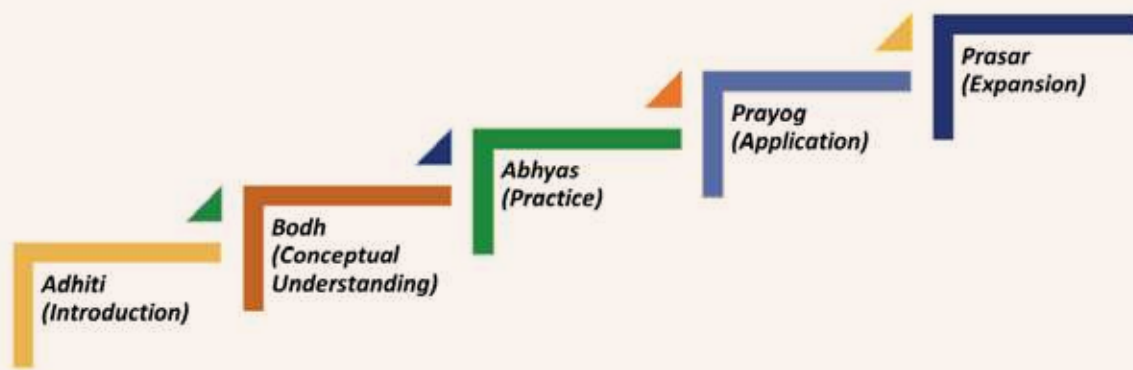 Adhiti
(Introduction)
Bodh
(Conceptual
Understanding)
Abhyas
(Practice)
Prayog
(Application)
Prasar
(Expansion)